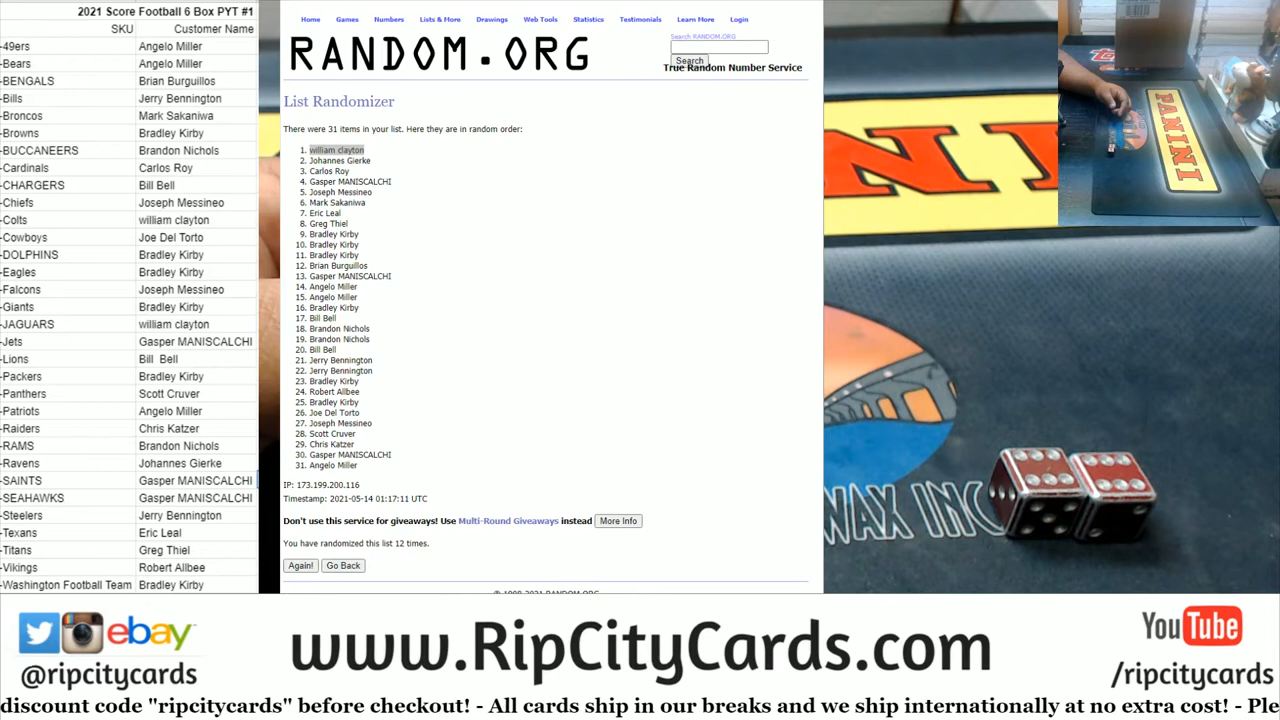 2021 Score Football 6 Box PYT #1
SKU Customer Name
-49ers Angelo Miller
-Bears Angelo Miller
-BENGALS Brian Burguillos
-Bills Jerry Bennington
-Broncos Mark Sakaniwa
-Browns Bradley Kirby
-BUCCANEERS Brandon Nichols
-Cardinals Carlos Roy
-CHARGERS Bill Bell
-Chiefs Joseph Messineo
-Colts william clayton
-Cowboys Joe Del Torto
-DOLPHINS Bradley Kirby
-Eagles Bradley Kirby
-Falcons Joseph Messineo
-Giants Bradley Kirby
-JAGUARS william clayton
-Jets Gasper MANISCALCHI
-Lions Bill Bell
-Packers Bradley Kirby
-Panthers Scott Cruver
-Patriots Angelo Miller
-Raiders Chris Katzer
-RAMS Brandon Nichols
-Ravens Johannes Gierke
-SAINTS Gasper MANISCALCHI
-SEAHAWKS Gasper MANISCALCHI
-Steelers Jerry Bennington
-Texans Eric Leal
-Titans Greg Thiel
-Vikings Robert Allbee
-Washington Football Team Bradley Kirby
Home Games Numbers Lists & More Drawings Web Tools Statistics Testimonials Learn More Login
RANDOM.ORG
Search RANDOM.ORG
Search
True Random Number Service
List Randomizer
There were 31 items in your list. Here they are in random order:
1. william clayton
2. Johannes Gierke
3. Carlos Roy
4. Gasper MANISCALCHI
5. Joseph Messineo
6. Mark Sakaniwa
7. Eric Leal
8. Greg Thiel
9. Bradley Kirby
10. Bradley Kirby
11. Bradley Kirby
12. Brian Burguillos
13. Gasper MANISCALCHI
14. Angelo Miller
15. Angelo Miller
16. Bradley Kirby
17. Bill Bell
18. Brandon Nichols
19. Brandon Nichols
20. Bill Bell
21. Jerry Bennington
22. Jerry Bennington
23. Bradley Kirby
24. Robert Allbee
25. Bradley Kirby
26. Joe Del Torto
27. Joseph Messineo
28. Scott Cruver
29. Chris Katzer
30. Gasper MANISCALCHI
31. Angelo Miller
IP: 173.199.200.116
Timestamp: 2021-05-14 01:17:11 UTC
Don't use this service for giveaways! Use Multi-Round Giveaways instead More Info
You have randomized this list 12 times.
Again! Go Back
© 1998-2021 RANDOM.ORG
PANINI
NINI
WAX INC
ebay
@ripcitycards
www.RipCityCards.com
YouTube
/ripcitycards
discount code "ripcitycards" before checkout! - All cards ship in our breaks and we ship internationally at no extra cost! - Ple